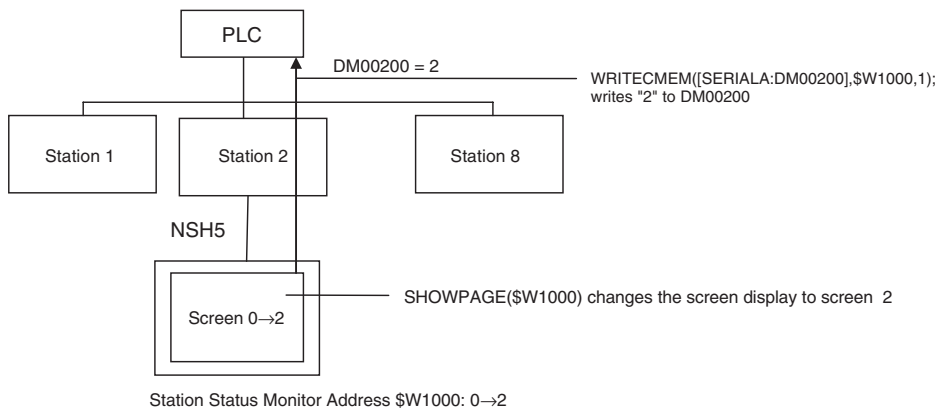 PLC
DM00200 = 2
WRITECMEM([SERIALA:DM00200],$W1000,1);
writes "2" to DM00200
Station 1
Station 2
Station 8
NSH5
SHOWPAGE($W1000) changes the screen display to screen 2
Screen 0→2
Station Status Monitor Address $W1000: 0→2